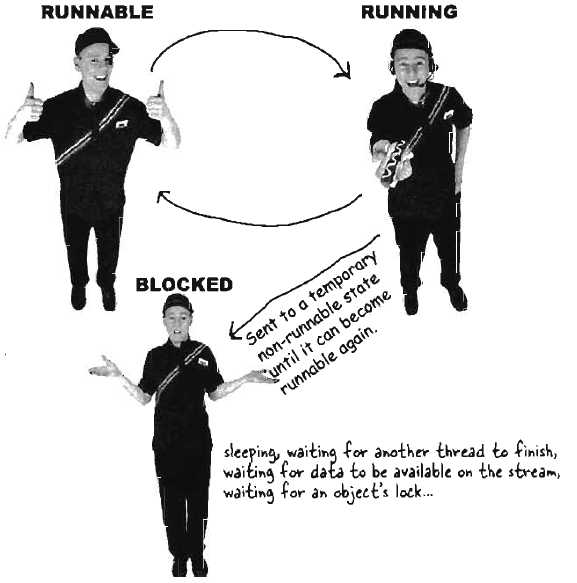 RUNNABLE
RUNNING
BLOCKED
Sent to a temporary
non-runnable state
until it can become
runnable again.
sleeping, waiting for another thread to finish,
waiting for data to be available on the stream,
waiting for an object's lock...